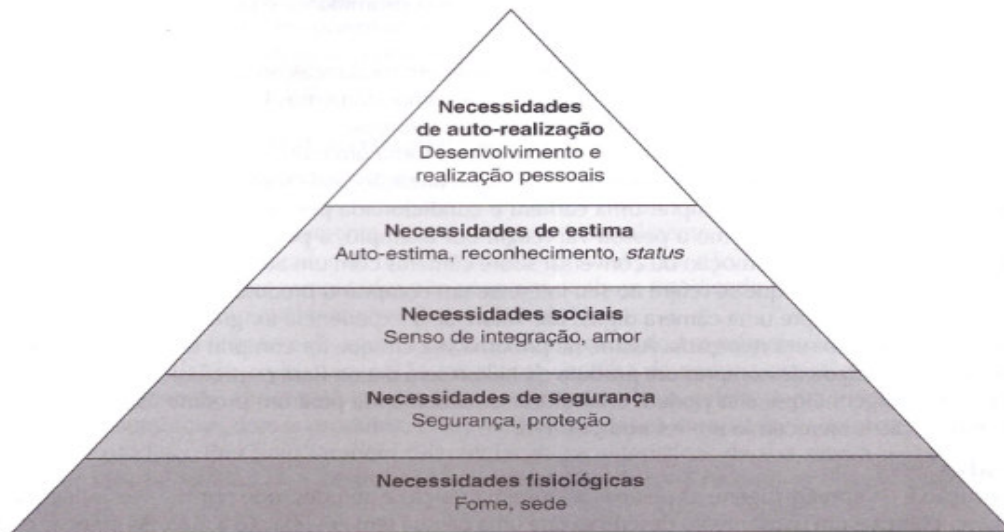 Necessidades
de auto-realização
Desenvolvimento e
realização pessoais
Necessidades de estima
Auto-estima, reconhecimento, status
Necessidades sociais
Senso de integração, amor
Necessidades de segurança
Segurança, proteção
Necessidades fisiológicas
Fome, sede